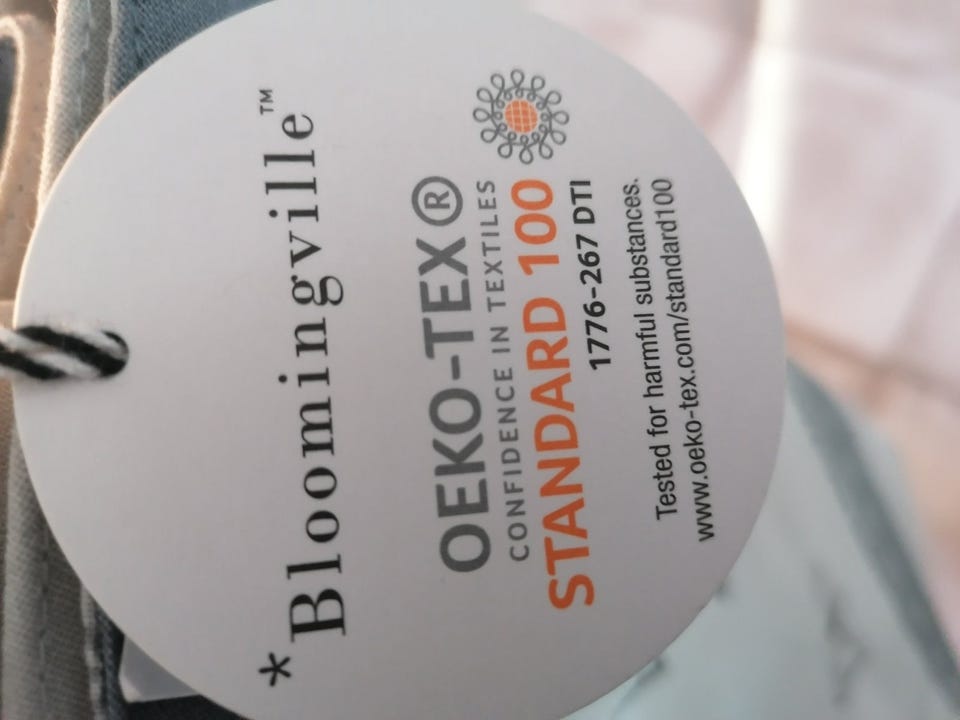 *Bloomingville™
OEKO-TEX®
CONFIDENCE IN TEXTILES
STANDARD 100
1776-267 DTI
Tested for harmful substances.
www.oeko-tex.com/standard100